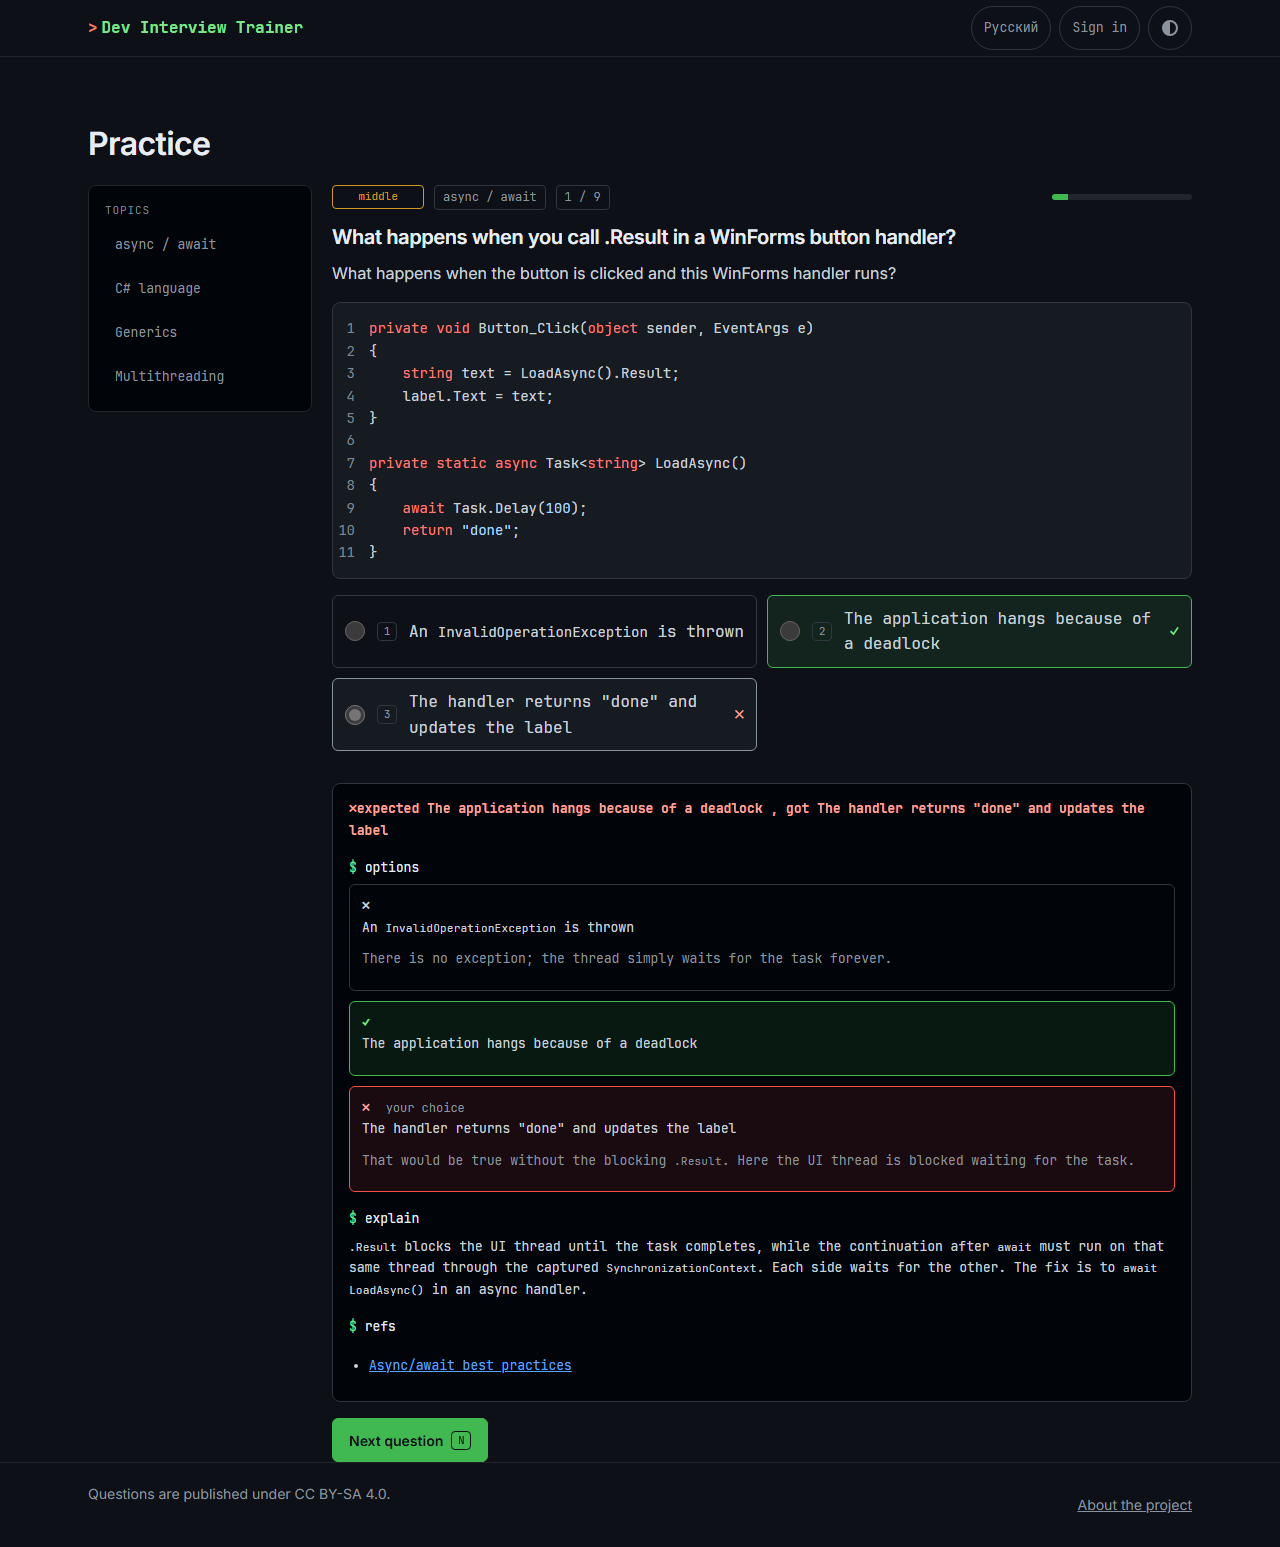 > Dev Interview Trainer
Русский
Sign in
Practice
TOPICS
async / await
C# language
Generics
Multithreading
middle
async / await
1 / 9
What happens when you call .Result in a WinForms button handler?
What happens when the button is clicked and this WinForms handler runs?
1 private void Button_Click(object sender, EventArgs e)
2 {
3     string text = LoadAsync().Result;
4     label.Text = text;
5 }
6
7 private static async Task<string> LoadAsync()
8 {
9     await Task.Delay(100);
10     return "done";
11 }
1 An InvalidOperationException is thrown
2 The application hangs because of
a deadlock ✓
3 The handler returns "done" and
updates the label ×
×expected The application hangs because of a deadlock , got The handler returns "done" and updates the
label
$ options
×
An InvalidOperationException is thrown
There is no exception; the thread simply waits for the task forever.
✓
The application hangs because of a deadlock
× your choice
The handler returns "done" and updates the label
That would be true without the blocking .Result. Here the UI thread is blocked waiting for the task.
$ explain
.Result blocks the UI thread until the task completes, while the continuation after await must run on that
same thread through the captured SynchronizationContext. Each side waits for the other. The fix is to await
LoadAsync() in an async handler.
$ refs
• Async/await best practices
Next question N
Questions are published under CC BY-SA 4.0.
About the project